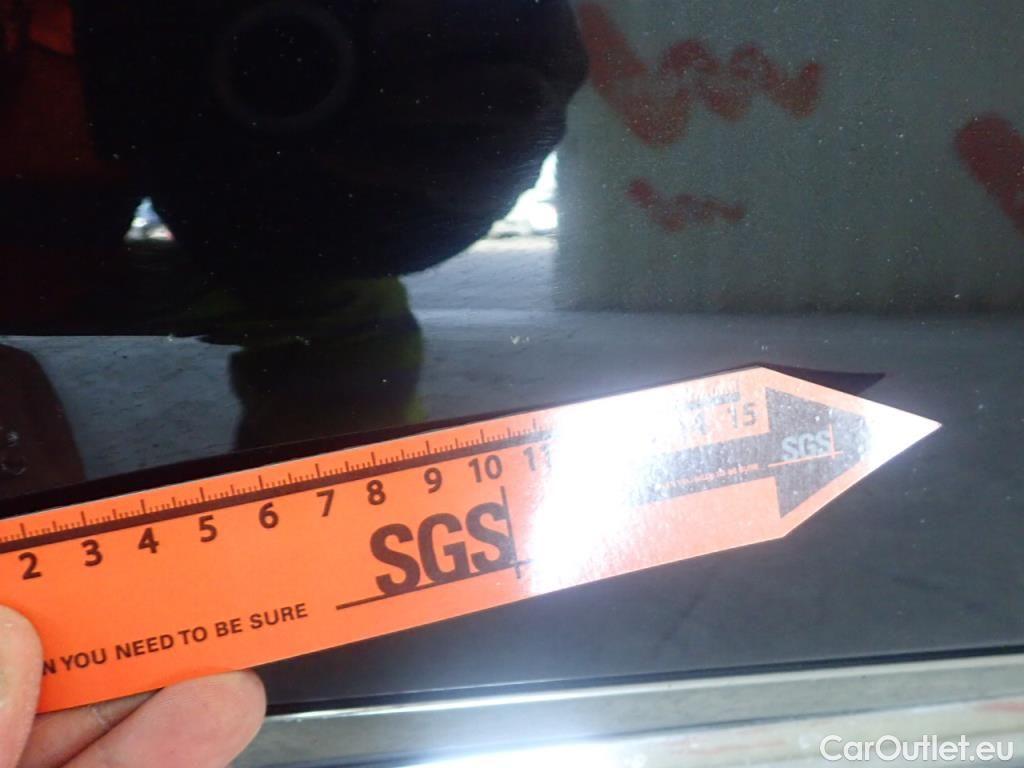 2 3 4 5 6 7 8 9 10 11 14 15
SGS
SGS
N YOU NEED TO BE SURE
CarOutlet.eu